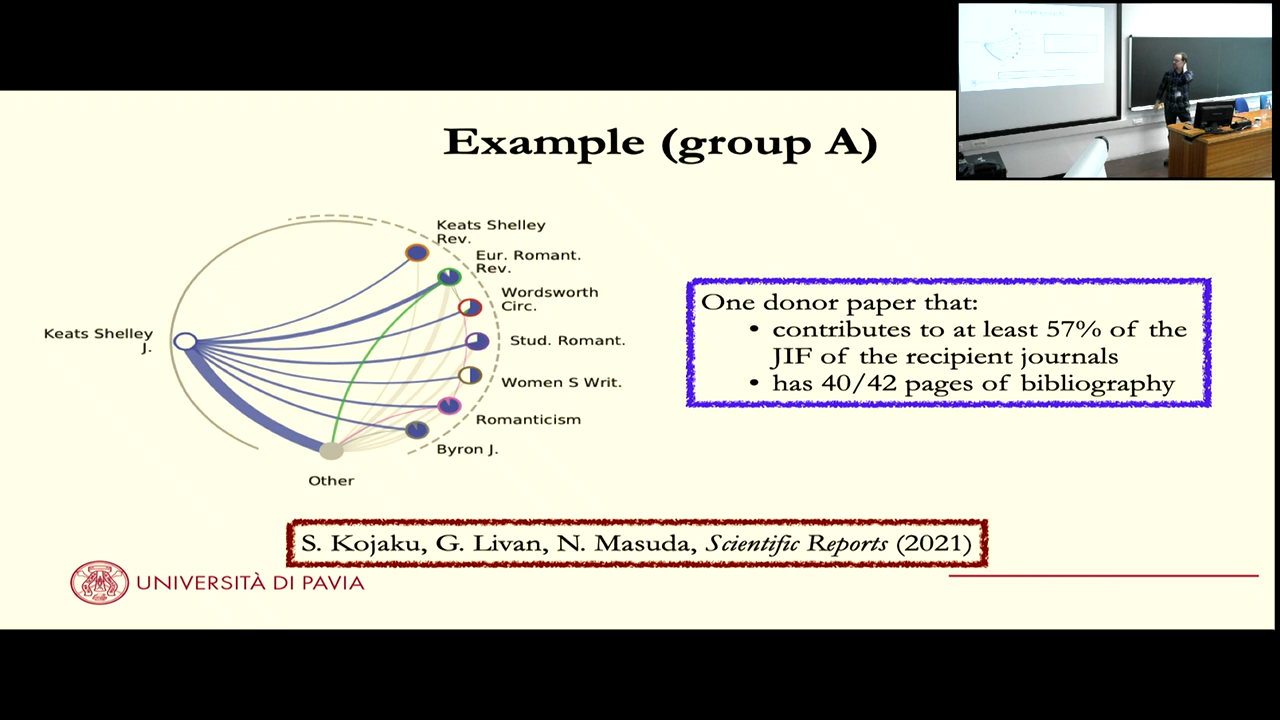 Example (group A)
Keats Shelley
Rev.
Eur. Romant.
Rev.
Wordsworth
Circ.
Keats Shelley
J.
Stud. Romant.
Women S Writ.
Romanticism
Byron J.
Other
One donor paper that:
• contributes to at least 57% of the
JIF of the recipient journals
• has 40/42 pages of bibliography
S. Kojaku, G. Livan, N. Masuda, Scientific Reports (2021)
UNIVERSITÀ DI PAVIA